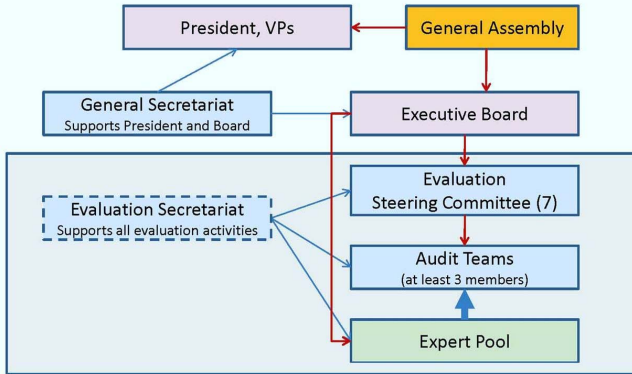 President, VPs
General Assembly
General Secretariat
Supports President and Board
Executive Board
Evaluation
Steering Committee (7)
Evaluation Secretariat
Supports all evaluation activities
Audit Teams
(at least 3 members)
Expert Pool